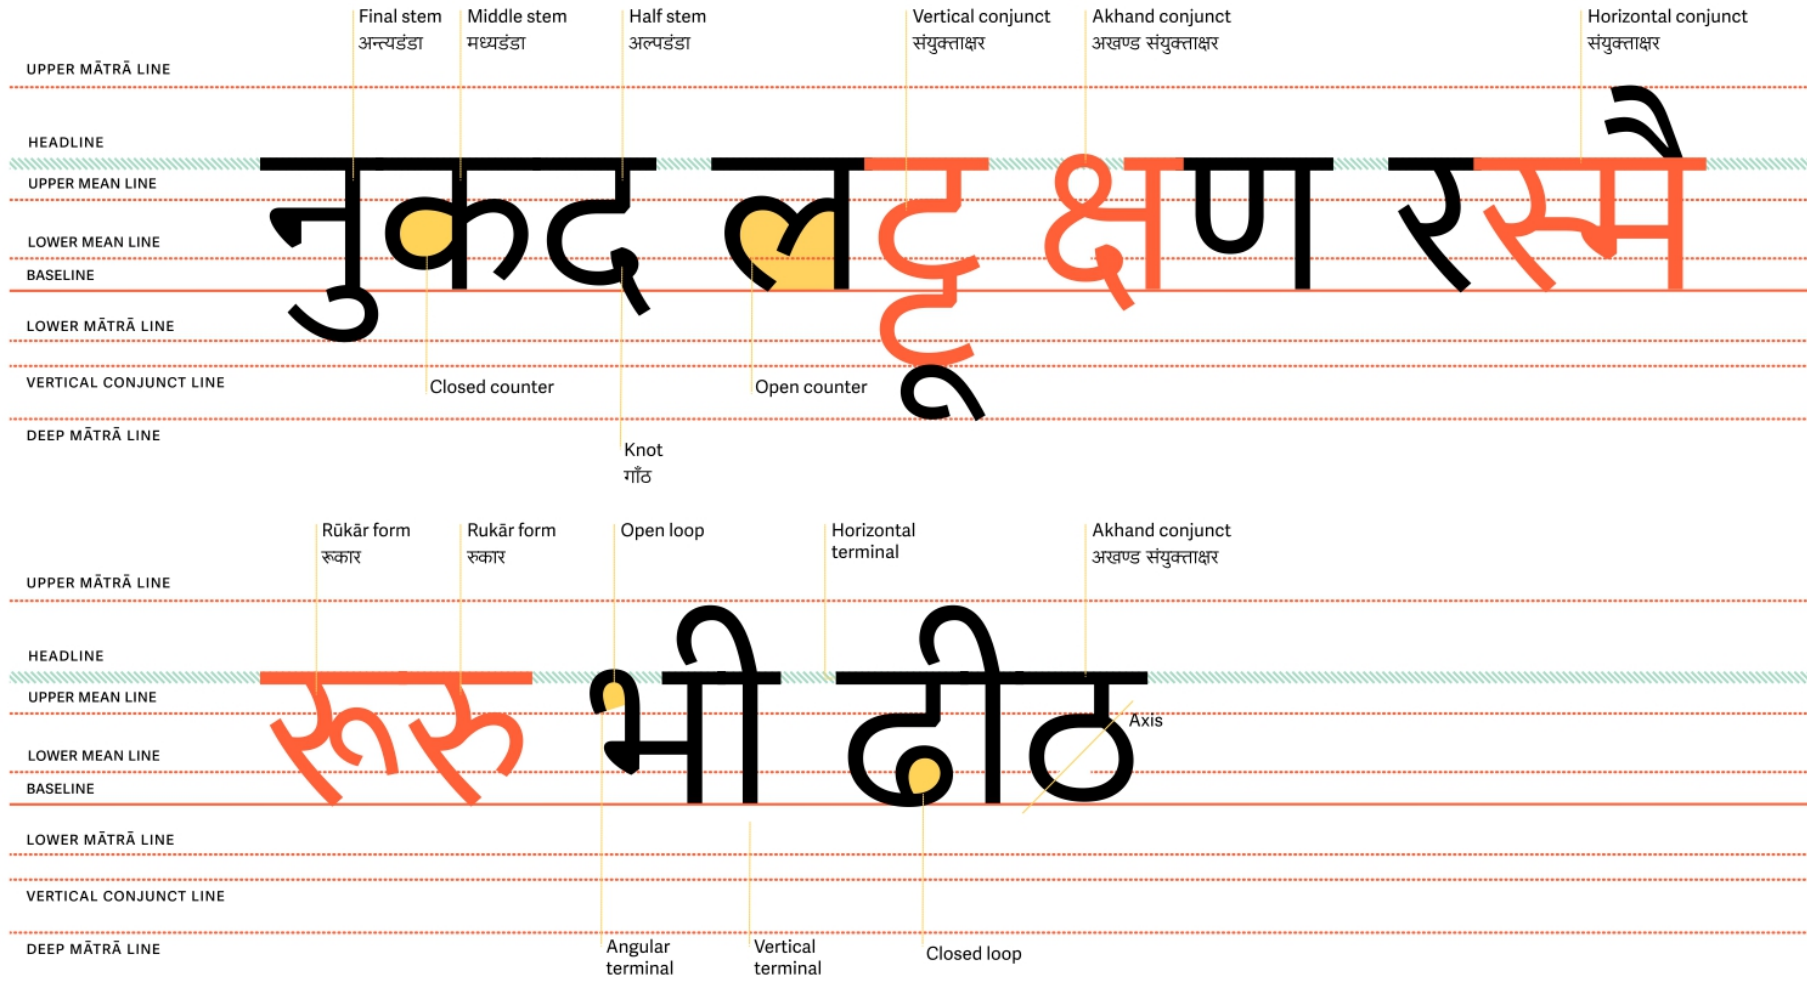 Final stem
अन्त्यडंडा
Middle stem
मध्यडंडा
Half stem
अल्पडंडा
Vertical conjunct
संयुक्ताक्षर
Akhand conjunct
अखण्ड संयुक्ताक्षर
Horizontal conjunct
संयुक्ताक्षर
UPPER MĀTRĀ LINE
HEADLINE
UPPER MEAN LINE
LOWER MEAN LINE
BASELINE
LOWER MĀTRĀ LINE
VERTICAL CONJUNCT LINE
DEEP MĀTRĀ LINE
नुकद लट्टू क्षण रस्मै
Closed counter
Open counter
Knot
गाँठ
Rūkār form
रूकार
Rukār form
रुकार
Open loop
Horizontal
terminal
Akhand conjunct
अखण्ड संयुक्ताक्षर
UPPER MĀTRĀ LINE
HEADLINE
UPPER MEAN LINE
LOWER MEAN LINE
BASELINE
LOWER MĀTRĀ LINE
VERTICAL CONJUNCT LINE
DEEP MĀTRĀ LINE
रूरु भी ढीठ
Axis
Angular
terminal
Vertical
terminal
Closed loop